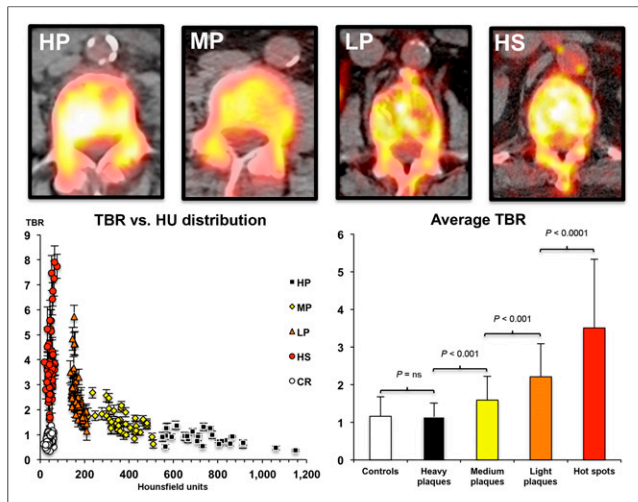 HP
MP
LP
HS
TBR vs. HU distribution
TBR
9
8
7
6
5
4
3
2
1
0
0
200
400
600
800
1,000
1,200
Hounsfield units
HP
MP
LP
HS
CR
Average TBR
P < 0.0001
P < 0.001
P < 0.001
P = ns
6
5
4
3
2
1
0
Controls
Heavy plaques
Medium plaques
Light plaques
Hot spots